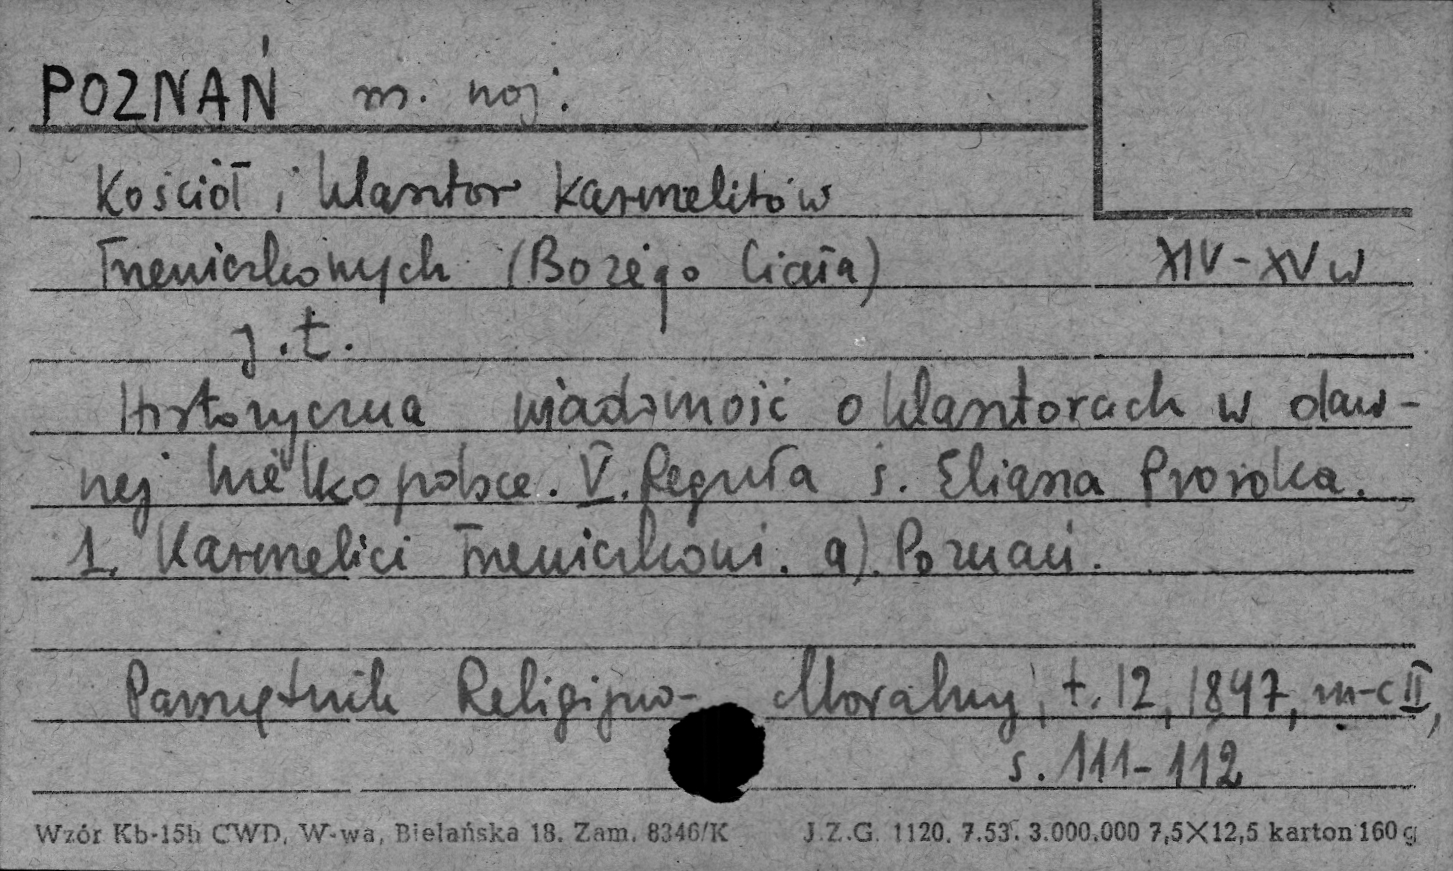 POZNAŃ m. woj.
Kościół i klasztor Karmelitów
Trzewiczkowych (Bożego Ciała) XIV-XV w
j.t.
Historyczna wiadomość o klasztorach w daw-
nej Wielkopolsce. V. Reguła ś. Eliasza Proroka.
1. Karmelici Trzewiczkowi. a). Poznań.
Pamiętnik Religijno- Moralny, t. 12, 1847, m-c II,
s. 111-112
Wzór Kb-15b CWD, W-wa, Bielańska 18. Zam. 8346/K J.Z.G. 1120. 7.53. 3.000.000 7,5×12,5 karton 160 g